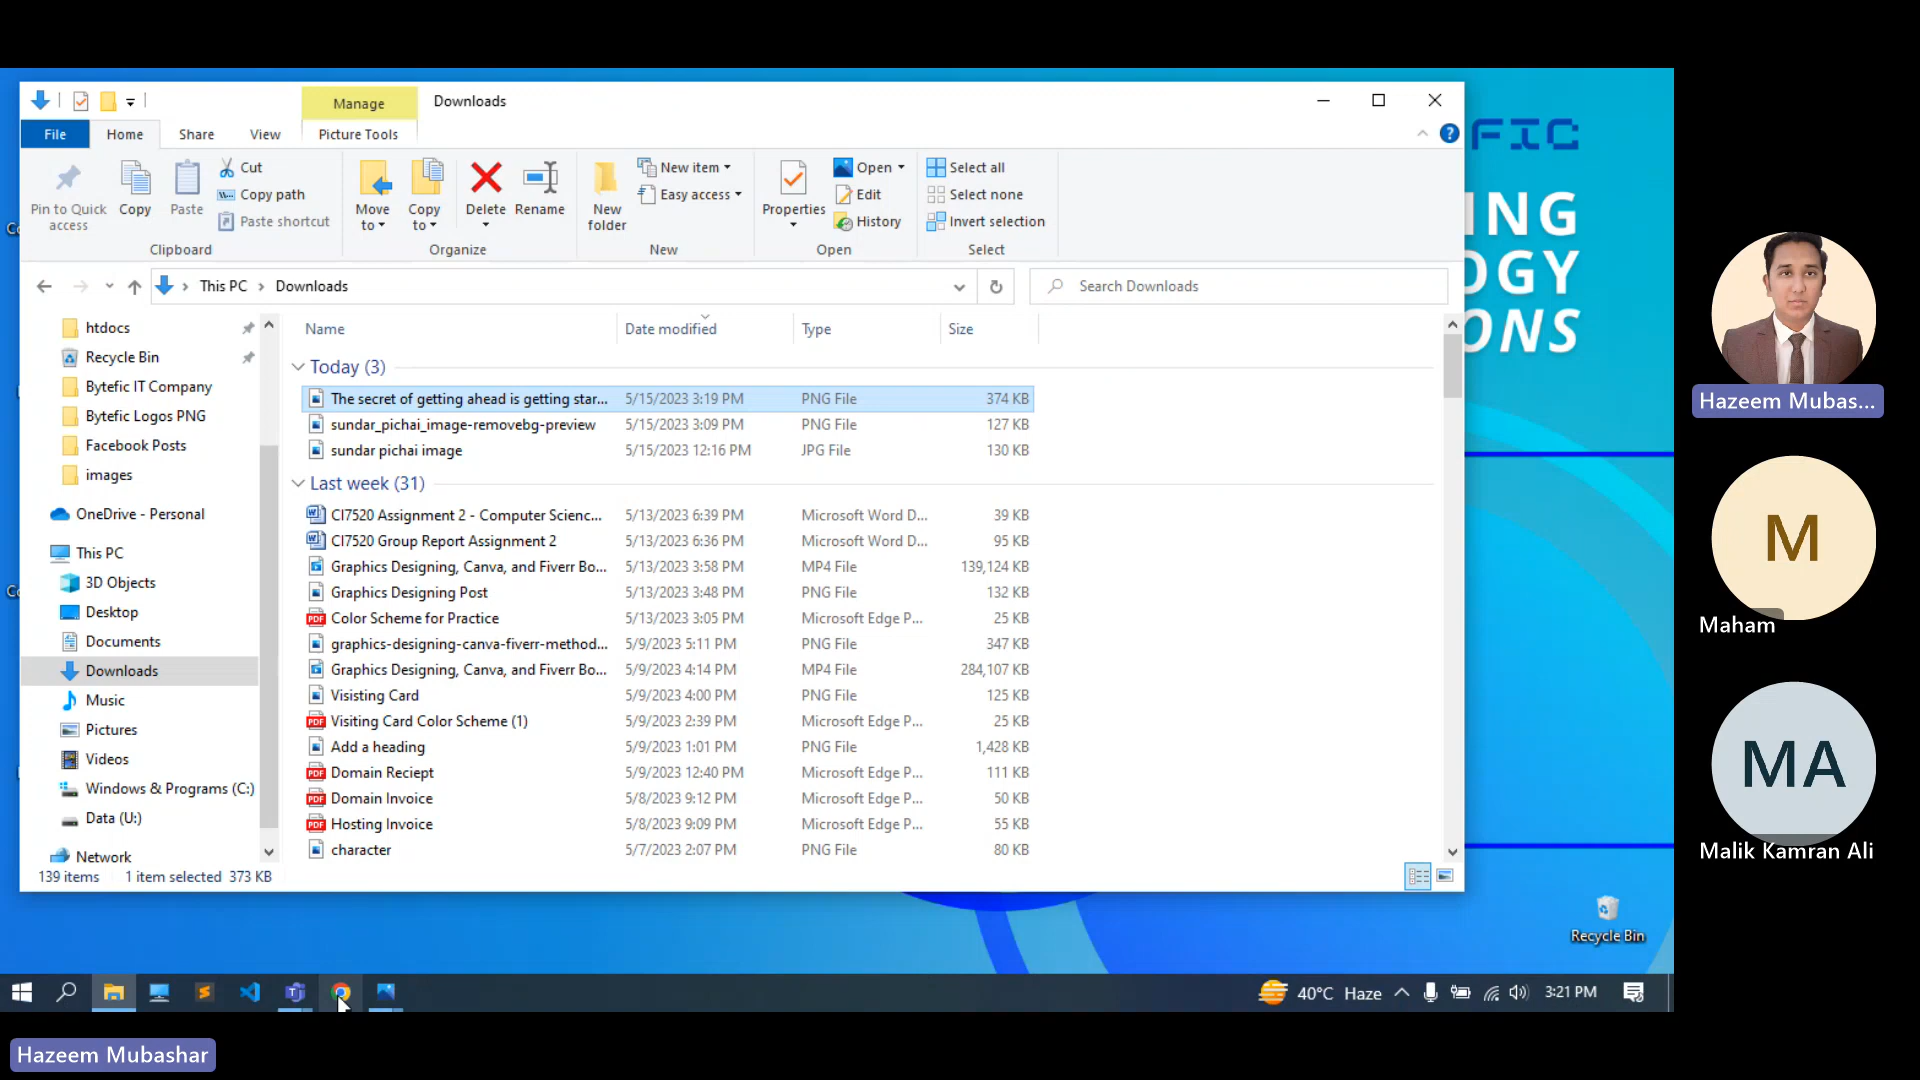 Manage
Downloads
File
Home
Share
View
Picture Tools
Pin to Quick access
Copy
Paste
Cut
Copy path
Paste shortcut
Clipboard
Move to
Copy to
Delete
Rename
Organize
New folder
New item
Easy access
New
Properties
Open
Edit
History
Open
Select all
Select none
Invert selection
Select
This PC
Downloads
Search Downloads
htdocs
Recycle Bin
Bytefic IT Company
Bytefic Logos PNG
Facebook Posts
images
OneDrive - Personal
This PC
3D Objects
Desktop
Documents
Downloads
Music
Pictures
Videos
Windows & Programs (C:)
Data (U:)
Network
Name Date modified Type Size
Today (3)
The secret of getting ahead is getting star... 5/15/2023 3:19 PM PNG File 374 KB
sundar_pichai_image-removebg-preview 5/15/2023 3:09 PM PNG File 127 KB
sundar pichai image 5/15/2023 12:16 PM JPG File 130 KB
Last week (31)
CI7520 Assignment 2 - Computer Scienc... 5/13/2023 6:39 PM Microsoft Word D... 39 KB
CI7520 Group Report Assignment 2 5/13/2023 6:36 PM Microsoft Word D... 95 KB
Graphics Designing, Canva, and Fiverr Bo... 5/13/2023 3:58 PM MP4 File 139,124 KB
Graphics Designing Post 5/13/2023 3:48 PM PNG File 132 KB
Color Scheme for Practice 5/13/2023 3:05 PM Microsoft Edge P... 25 KB
graphics-designing-canva-fiverr-method... 5/9/2023 5:11 PM PNG File 347 KB
Graphics Designing, Canva, and Fiverr Bo... 5/9/2023 4:14 PM MP4 File 284,107 KB
Visisting Card 5/9/2023 4:00 PM PNG File 125 KB
Visiting Card Color Scheme (1) 5/9/2023 2:39 PM Microsoft Edge P... 25 KB
Add a heading 5/9/2023 1:01 PM PNG File 1,428 KB
Domain Reciept 5/9/2023 12:40 PM Microsoft Edge P... 111 KB
Domain Invoice 5/8/2023 9:12 PM Microsoft Edge P... 50 KB
Hosting Invoice 5/8/2023 9:09 PM Microsoft Edge P... 55 KB
character 5/7/2023 2:07 PM PNG File 80 KB
139 items 1 item selected 373 KB
FIC
ING
OGY
ONS
Recycle Bin
40°C Haze
3:21 PM
Hazeem Mubas...
M
Maham
MA
Malik Kamran Ali
Hazeem Mubashar